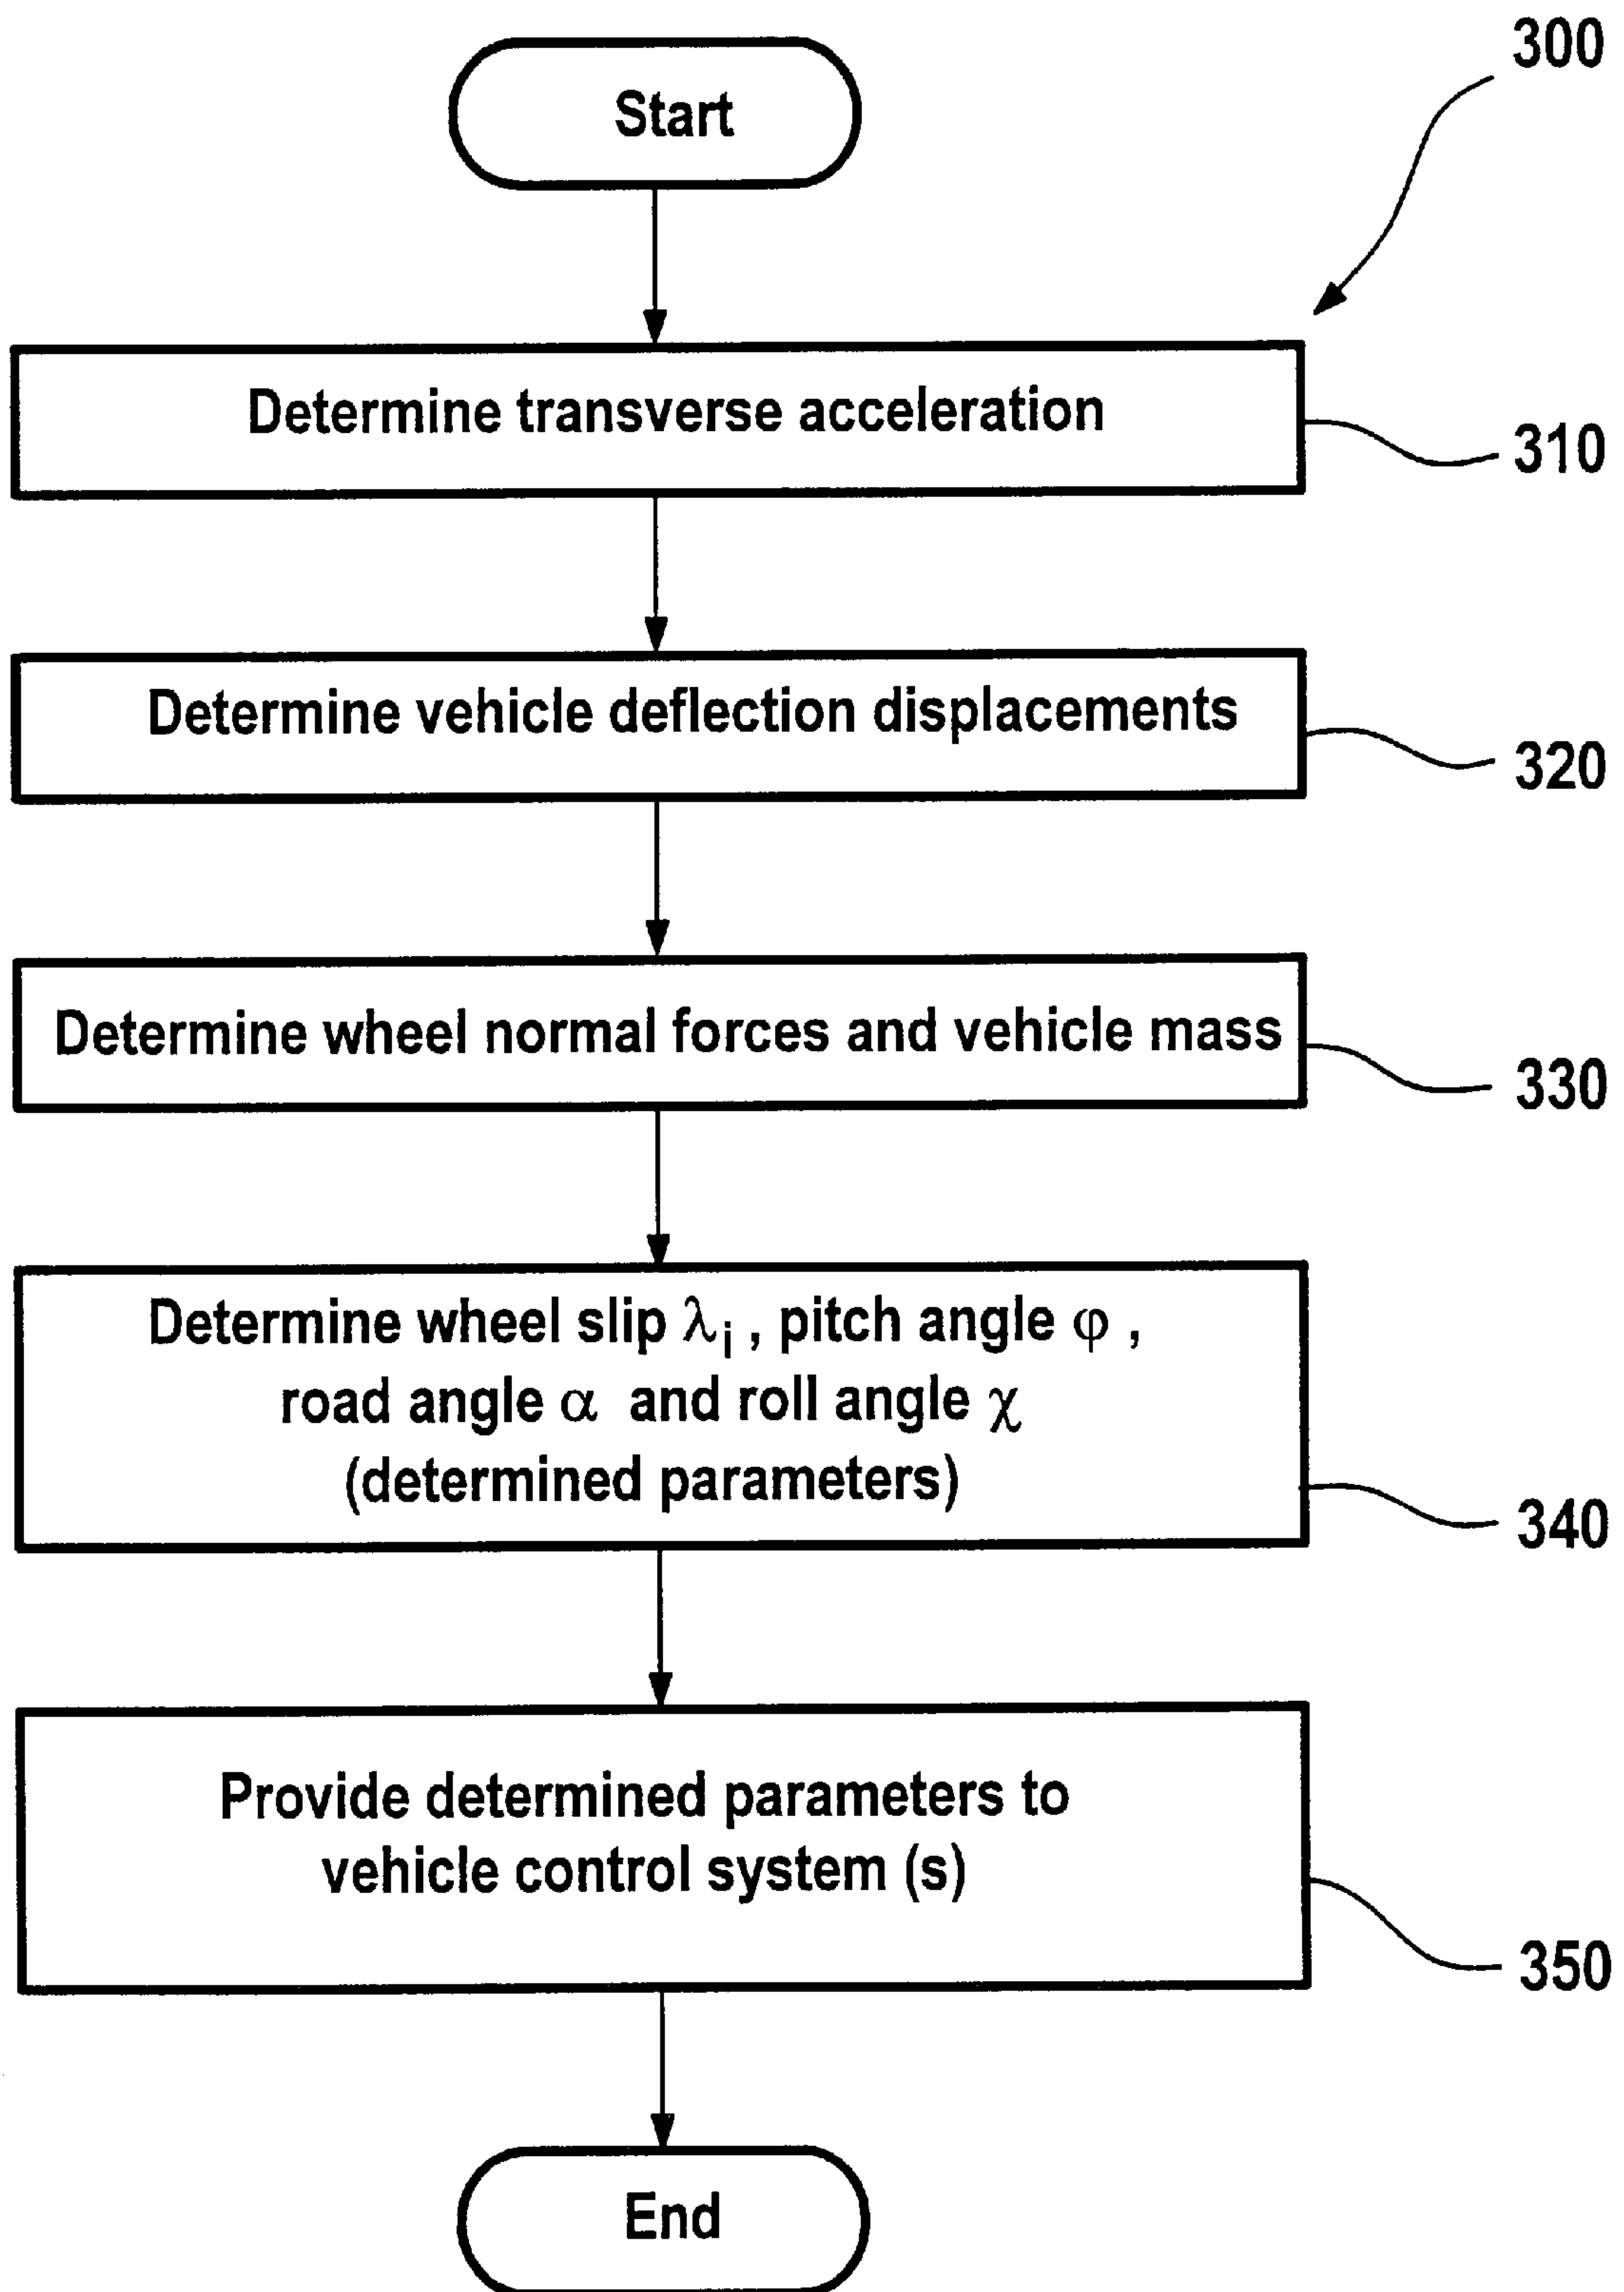 300
Start
Determine transverse acceleration
310
Determine vehicle deflection displacements
320
Determine wheel normal forces and vehicle mass
330
Determine wheel slip λi , pitch angle φ ,
road angle α and roll angle χ
(determined parameters)
340
Provide determined parameters to
vehicle control system (s)
350
End